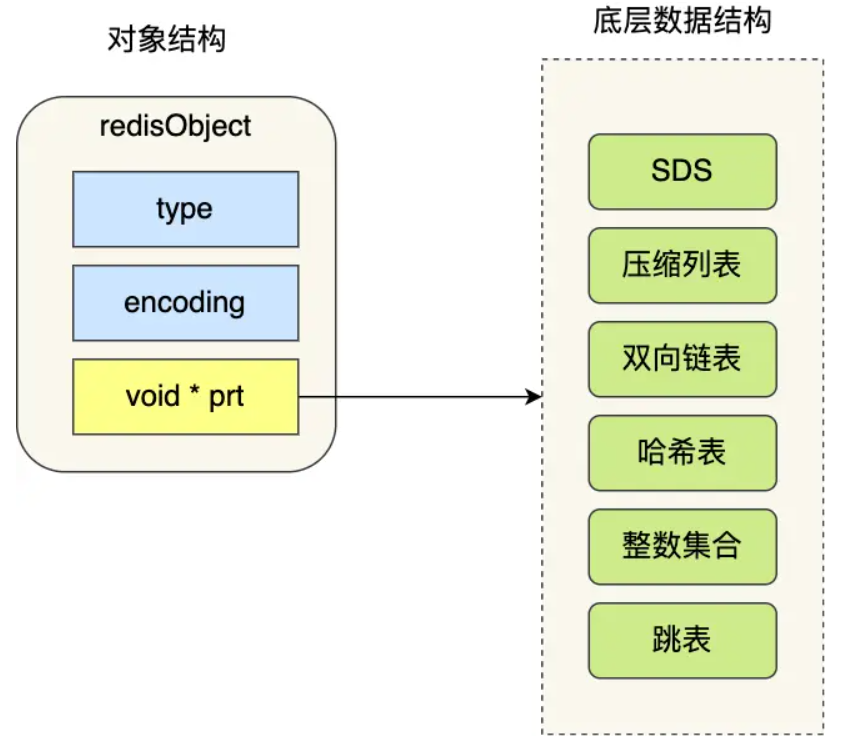 对象结构
redisObject
type
encoding
void * prt
底层数据结构
SDS
压缩列表
双向链表
哈希表
整数集合
跳表